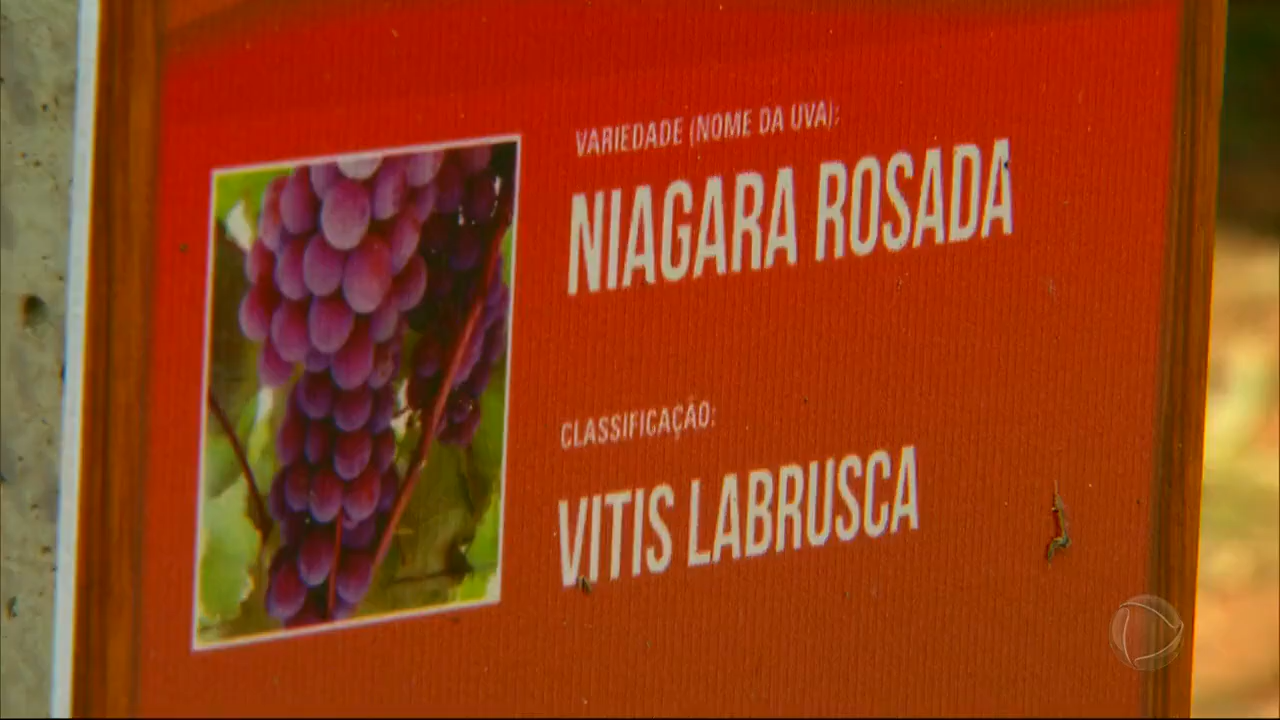 VARIEDADE (NOME DA UVA):
NIAGARA ROSADA
CLASSIFICAÇÃO:
VITIS LABRUSCA